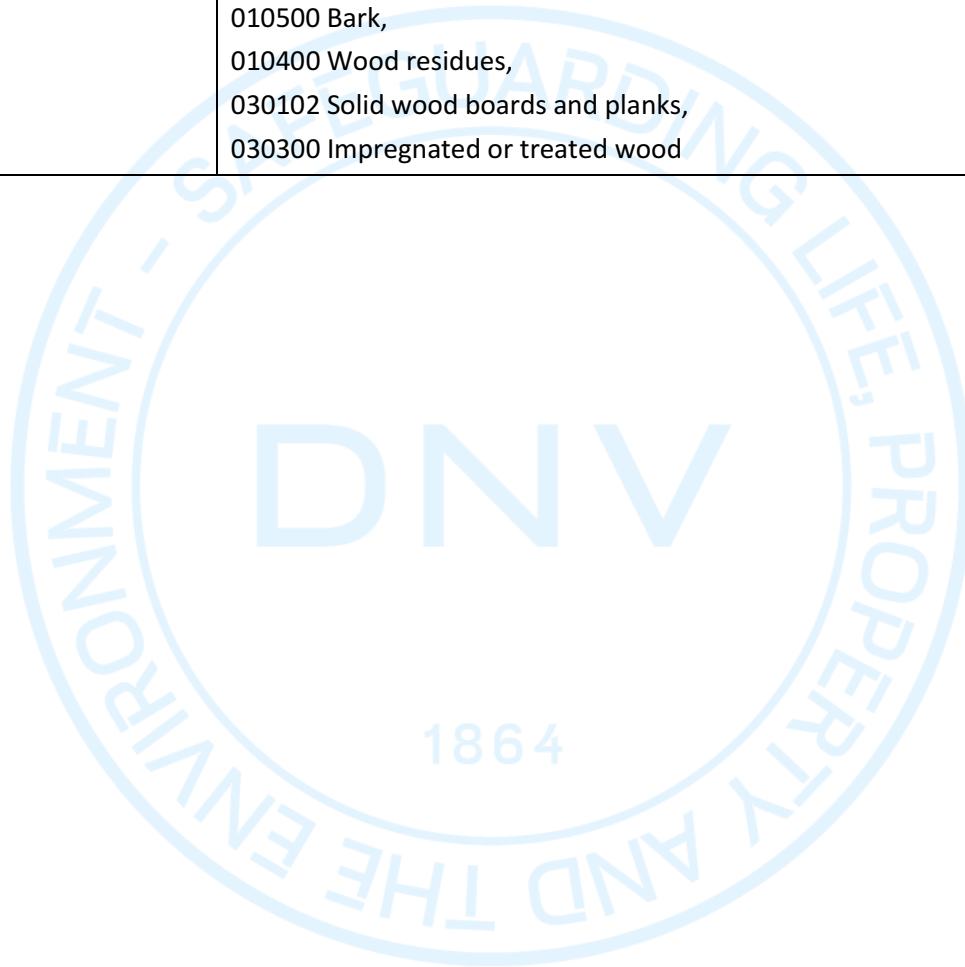 010500 Bark,
010400 Wood residues,
030102 Solid wood boards and planks,
030300 Impregnated or treated wood
SAFEGUARDING LIFE, PROPERTY AND THE ENVIRONMENT -
DNV
1864